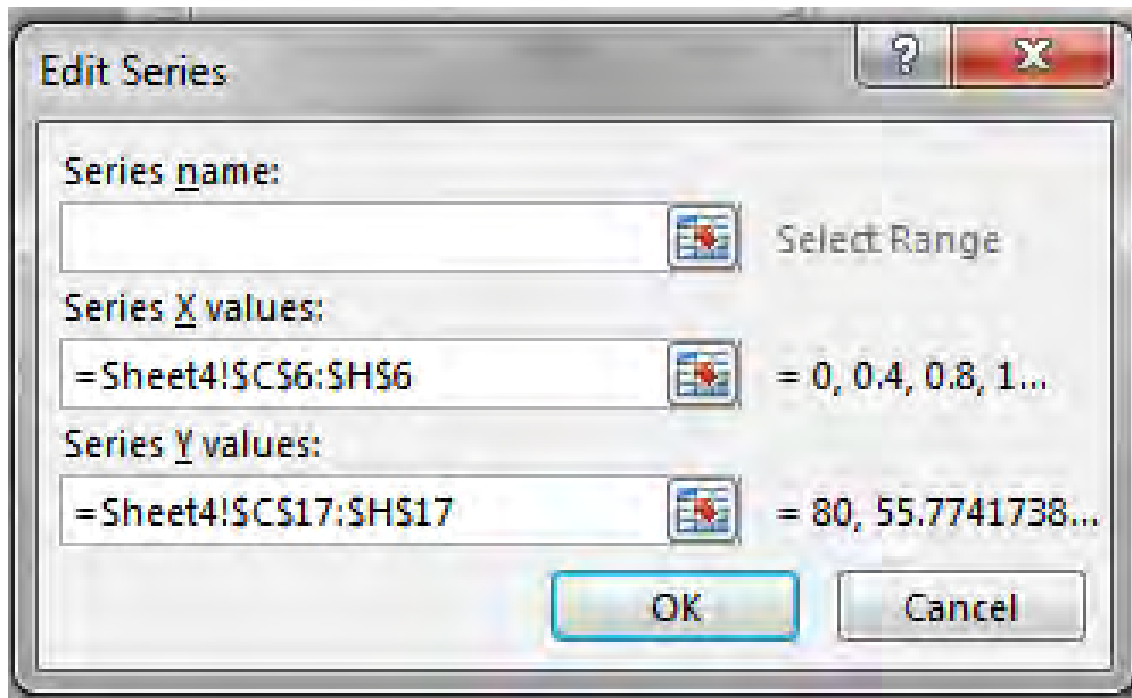 Edit Series
?
X
Series name:
Select Range
Series X values:
=Sheet4!$C$6:$H$6
= 0, 0.4, 0.8, 1...
Series Y values:
=Sheet4!$C$17:$H$17
= 80, 55.7741738...
OK
Cancel